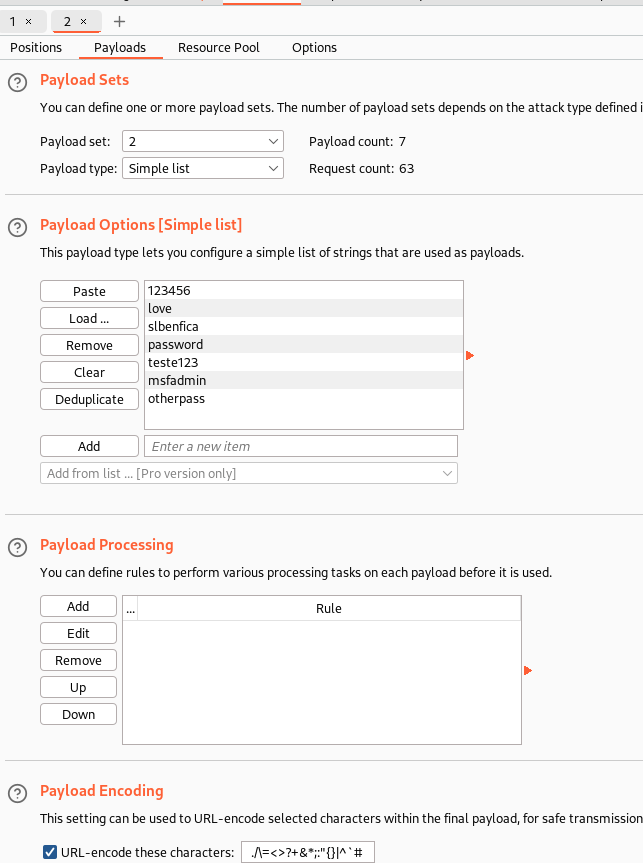 1 × 2 × +
Positions Payloads Resource Pool Options
? Payload Sets
You can define one or more payload sets. The number of payload sets depends on the attack type defined i
Payload set: 2 Payload count: 7
Payload type: Simple list Request count: 63
? Payload Options [Simple list]
This payload type lets you configure a simple list of strings that are used as payloads.
Paste
Load ...
Remove
Clear
Deduplicate
123456
love
slbenfica
password
teste123
msfadmin
otherpass
Add Enter a new item
Add from list ... [Pro version only]
? Payload Processing
You can define rules to perform various processing tasks on each payload before it is used.
Add
Edit
Remove
Up
Down
... Rule
? Payload Encoding
This setting can be used to URL-encode selected characters within the final payload, for safe transmission
URL-encode these characters: ./\=<>?+&*;:"{}|^`#